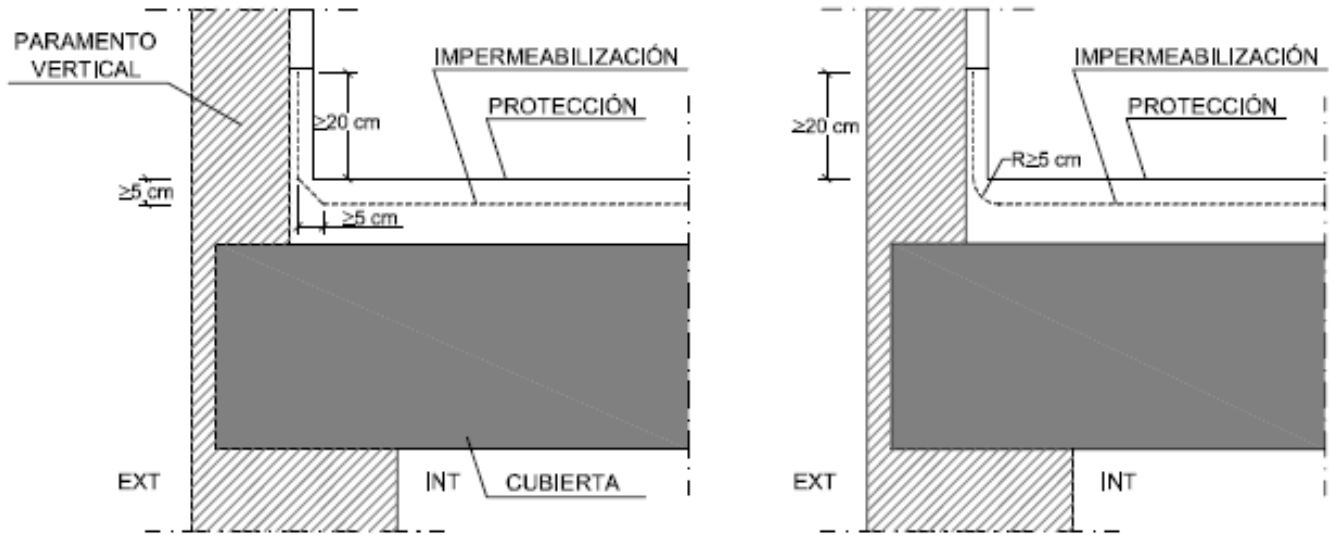 PARAMENTO
VERTICAL
IMPERMEABILIZACIÓN
PROTECCIÓN
≥20 cm
≥5 cm
≥5 cm
EXT
INT
CUBIERTA
IMPERMEABILIZACIÓN
PROTECCIÓN
≥20 cm
R≥5 cm
EXT
INT